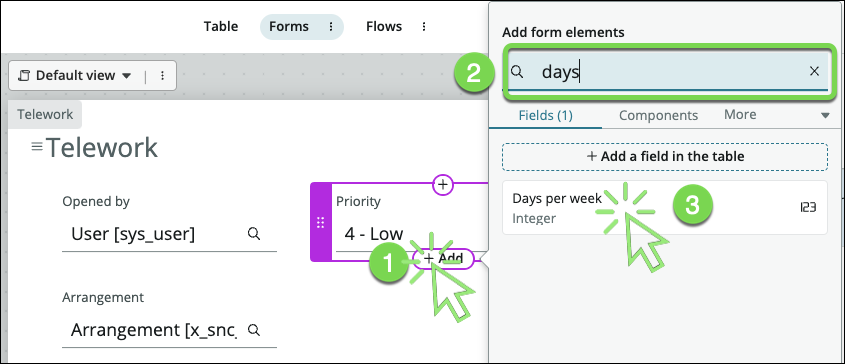 Table
Forms
Flows
Default view
Telework
Telework
Opened by
User [sys_user]
Arrangement
Arrangement [x_snc_
Priority
4 - Low
1
+ Add
Add form elements
2
days
Fields (1)
Components
More
+ Add a field in the table
Days per week
Integer
3
123